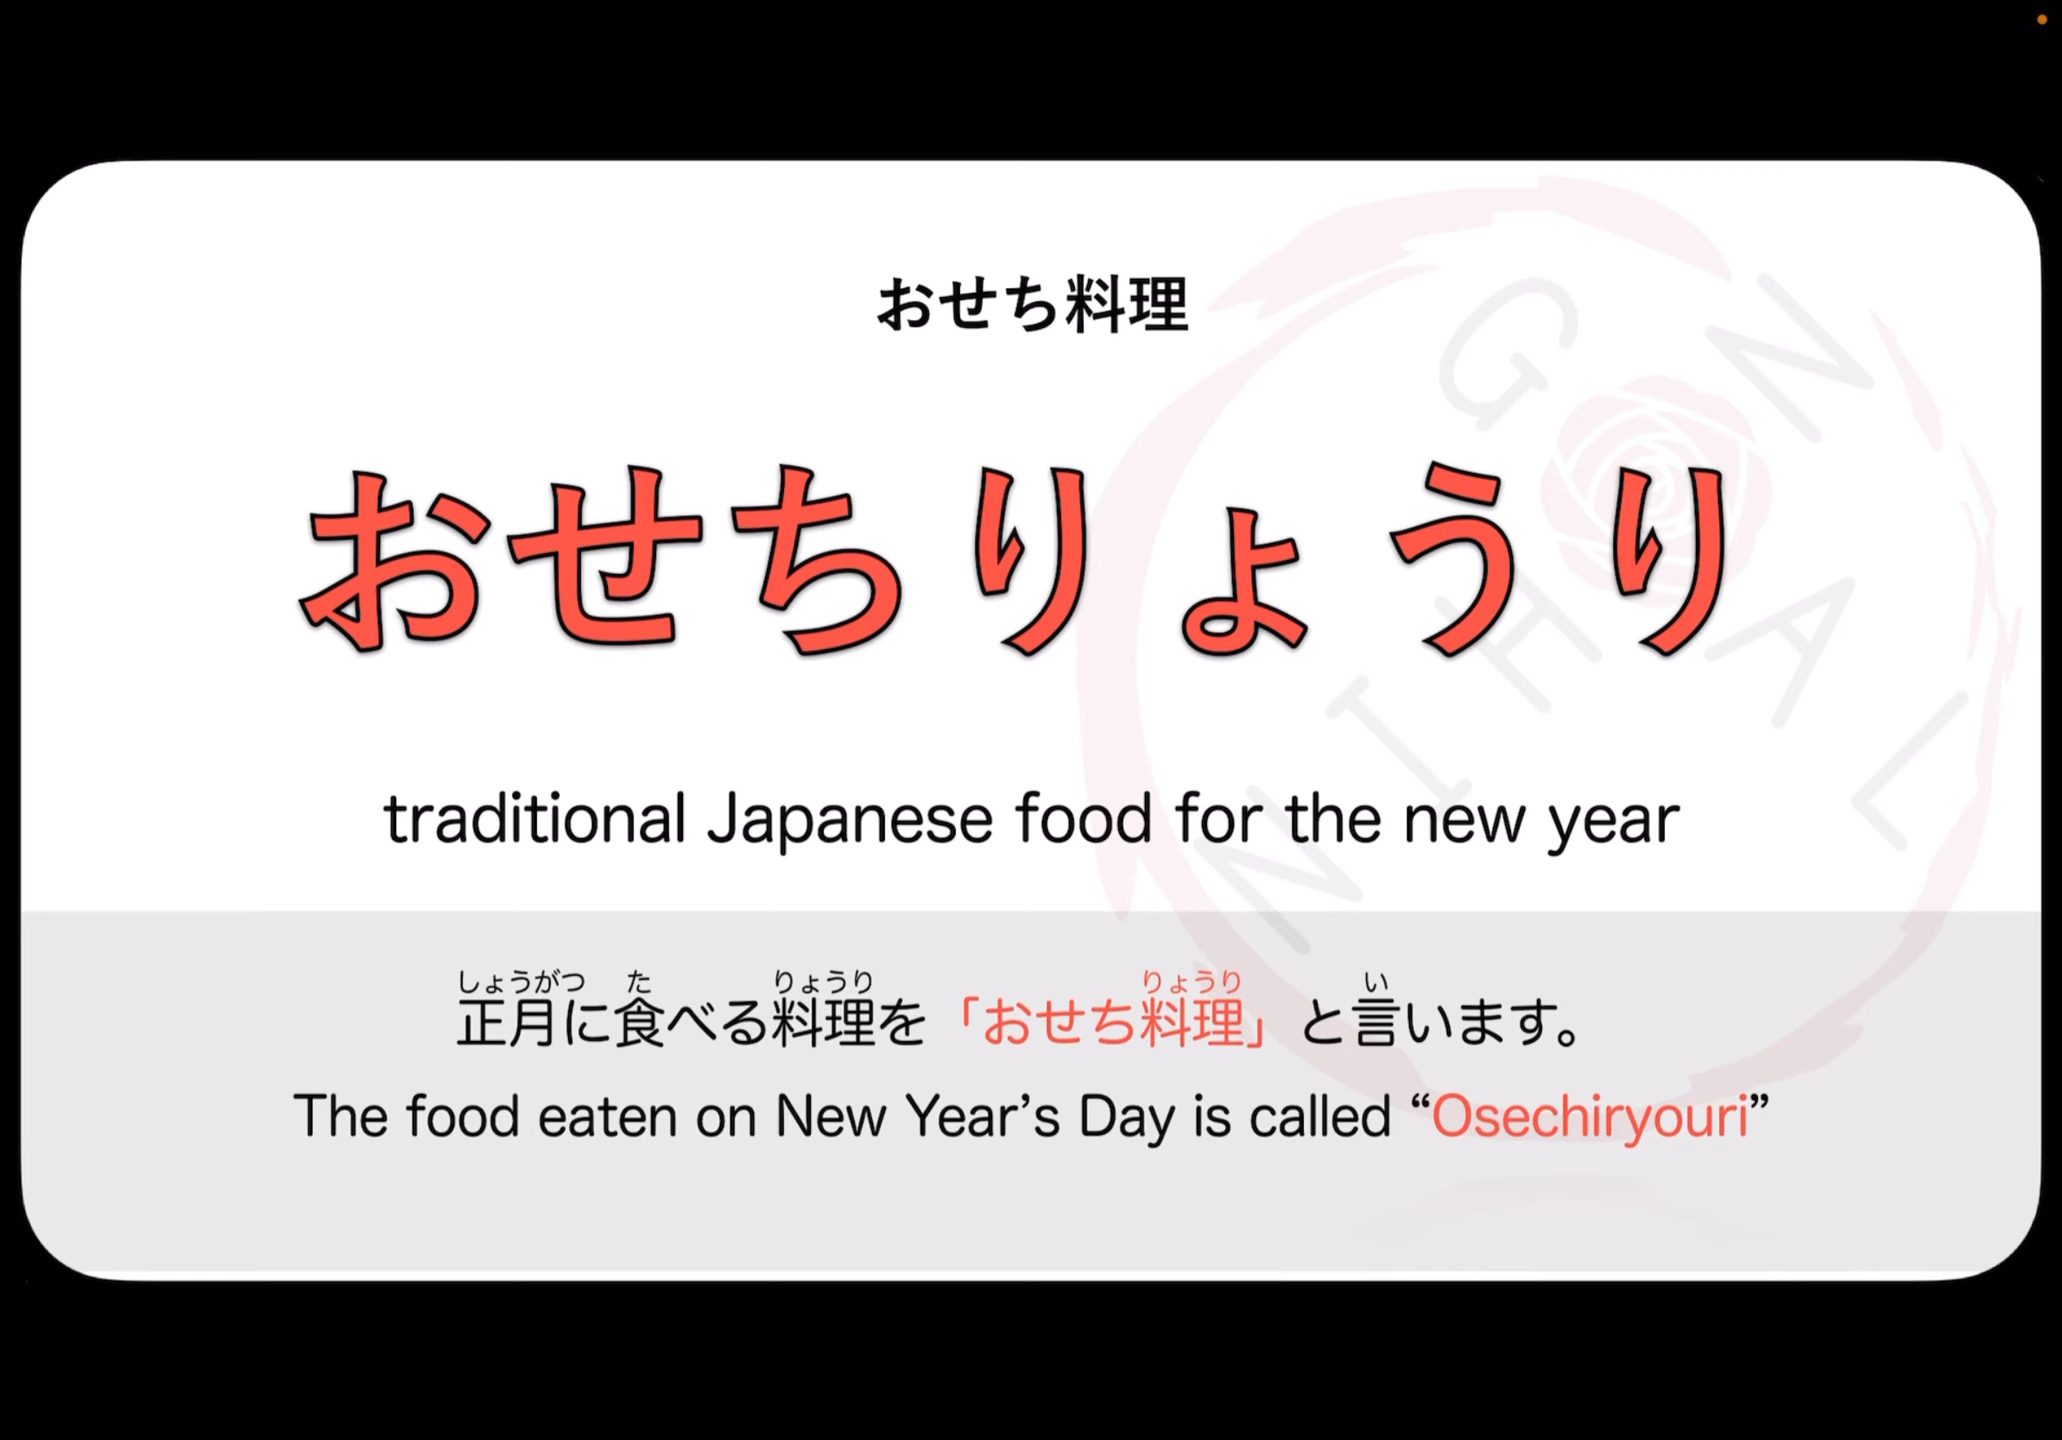 おせち料理
おせちりょうり
traditional Japanese food for the new year
しょうがつ た りょうり りょうり い
正月に食べる料理を「おせち料理」と言います。
The food eaten on New Year’s Day is called “Osechiryouri”
NIHONGONAL